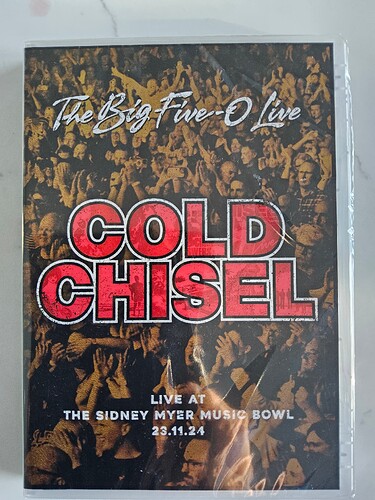 The Big Five-O Live
COLD
CHISEL
LIVE AT
THE SIDNEY MYER MUSIC BOWL
23.11.24